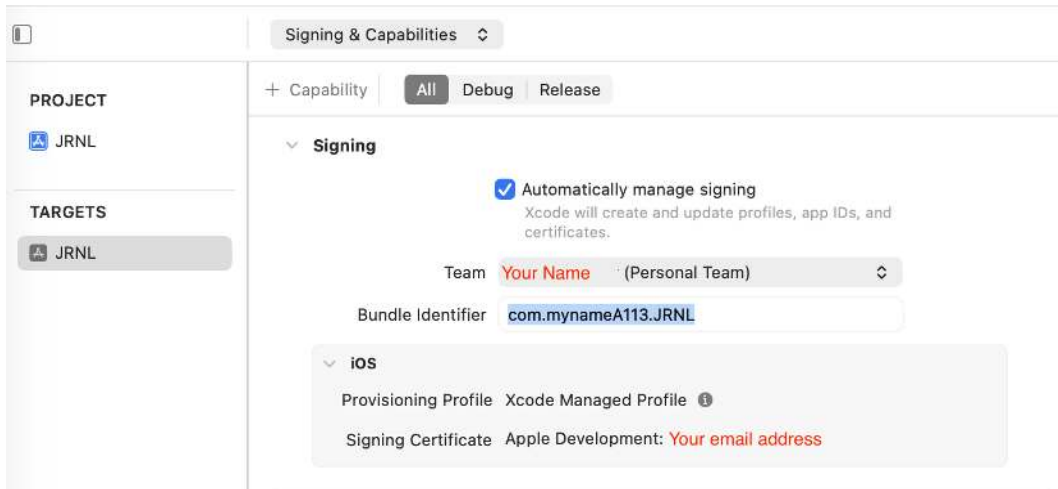 Signing & Capabilities
PROJECT
JRNL
TARGETS
JRNL
+ Capability All Debug Release
Signing
Automatically manage signing
Xcode will create and update profiles, app IDs, and
certificates.
Team Your Name (Personal Team)
Bundle Identifier com.mynameA113.JRNL
iOS
Provisioning Profile Xcode Managed Profile
Signing Certificate Apple Development: Your email address